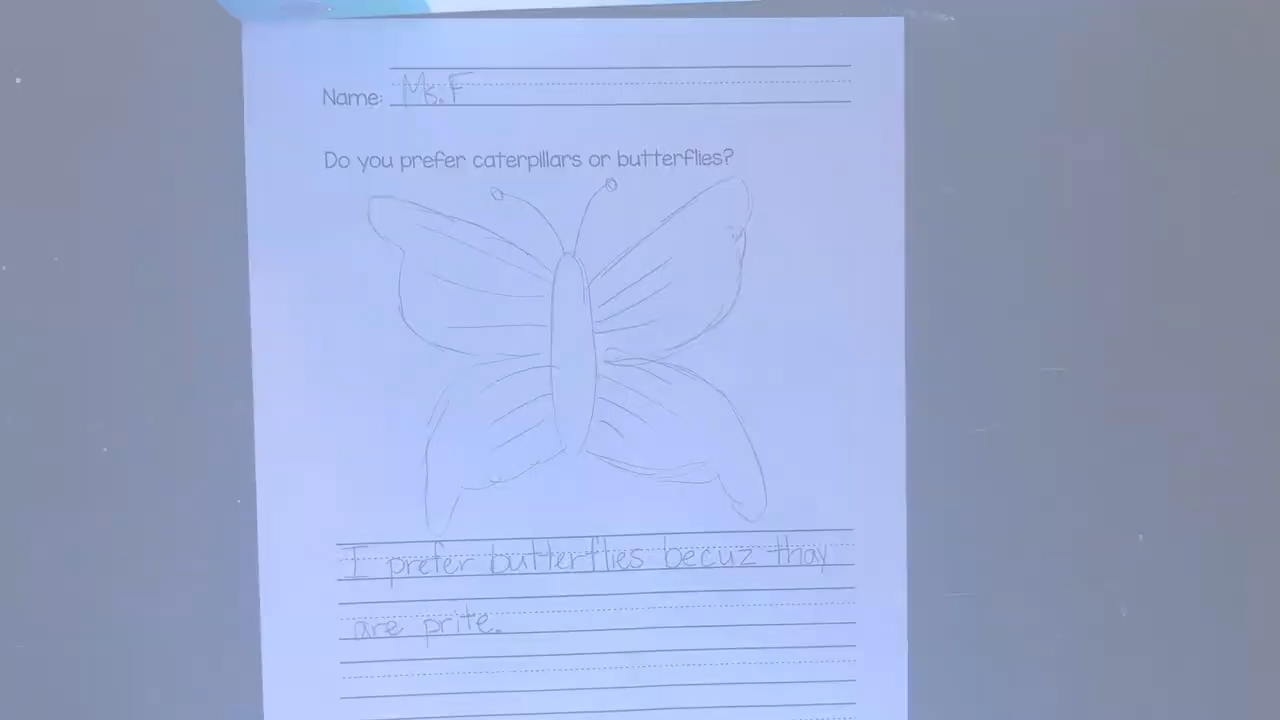 Name: Ms. F
Do you prefer caterpillars or butterflies?
I prefer butterflies becuz thay
are prite.